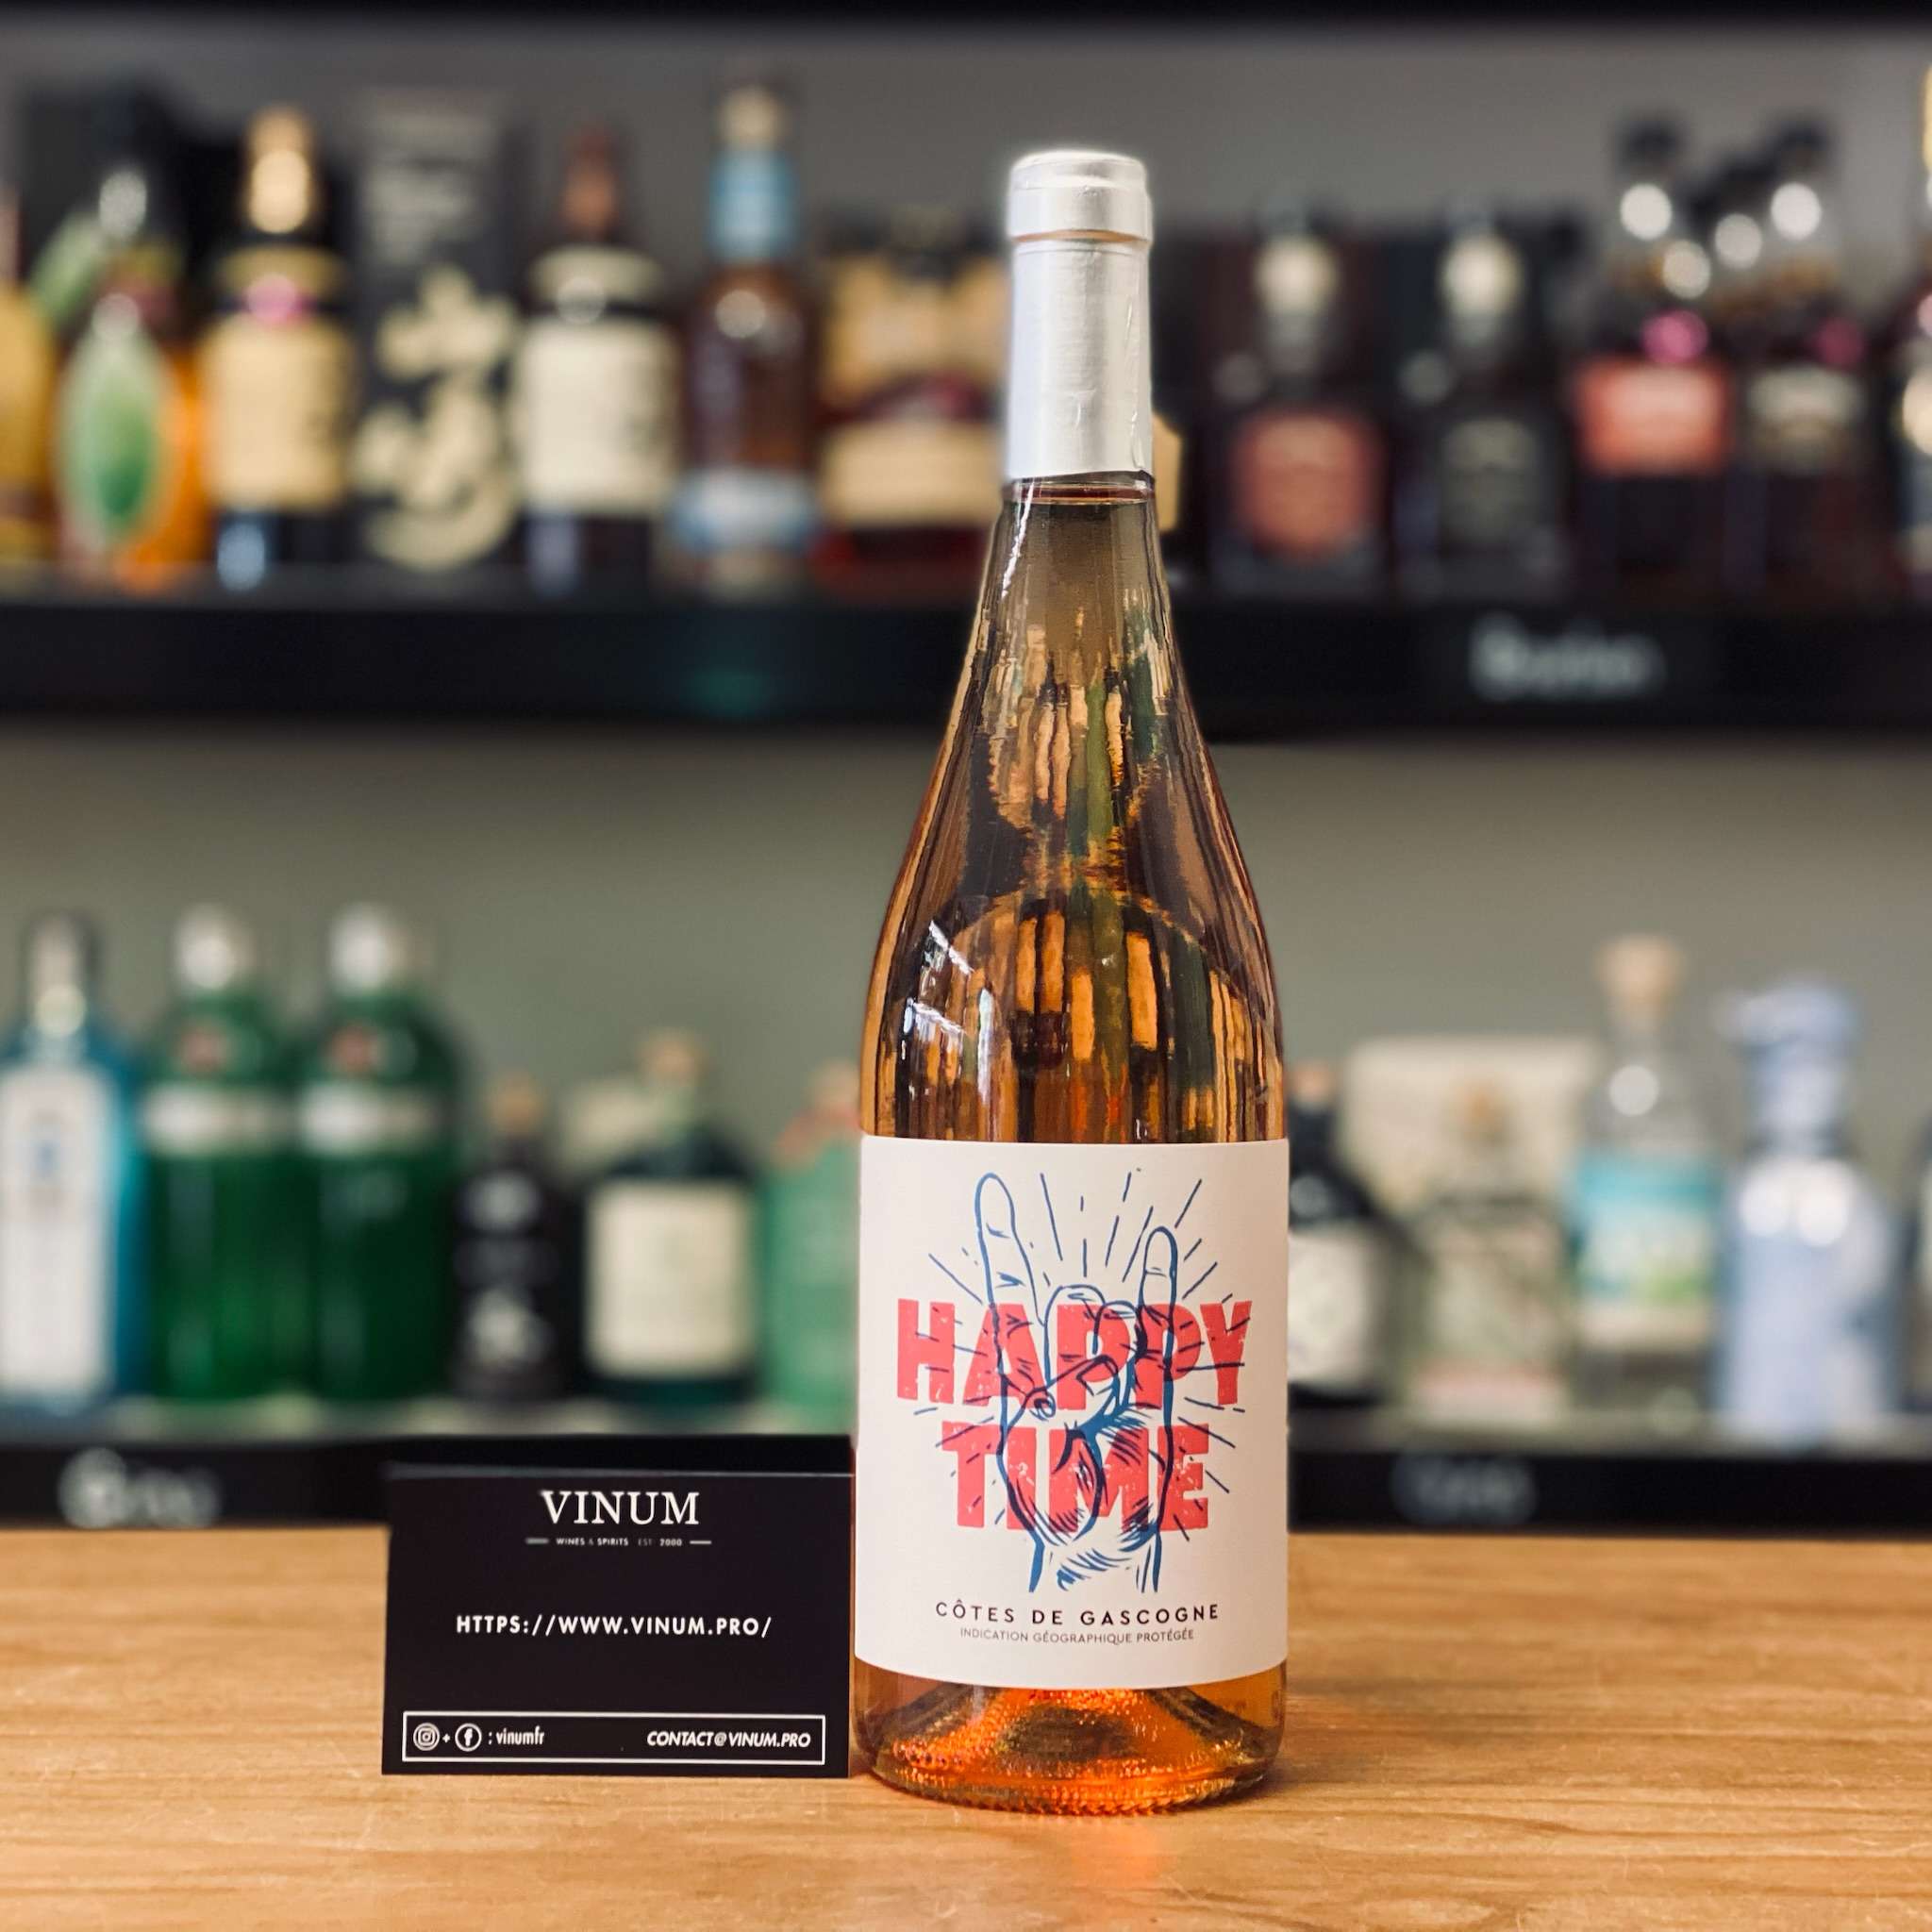 HAPPY
TIME
CÔTES DE GASCOGNE
INDICATION GÉOGRAPHIQUE PROTÉGÉE
VINUM
WINES & SPIRITS EST 2000
HTTPS://WWW.VINUM.PRO/
+ : vinumfr CONTACT@VINUM.PRO